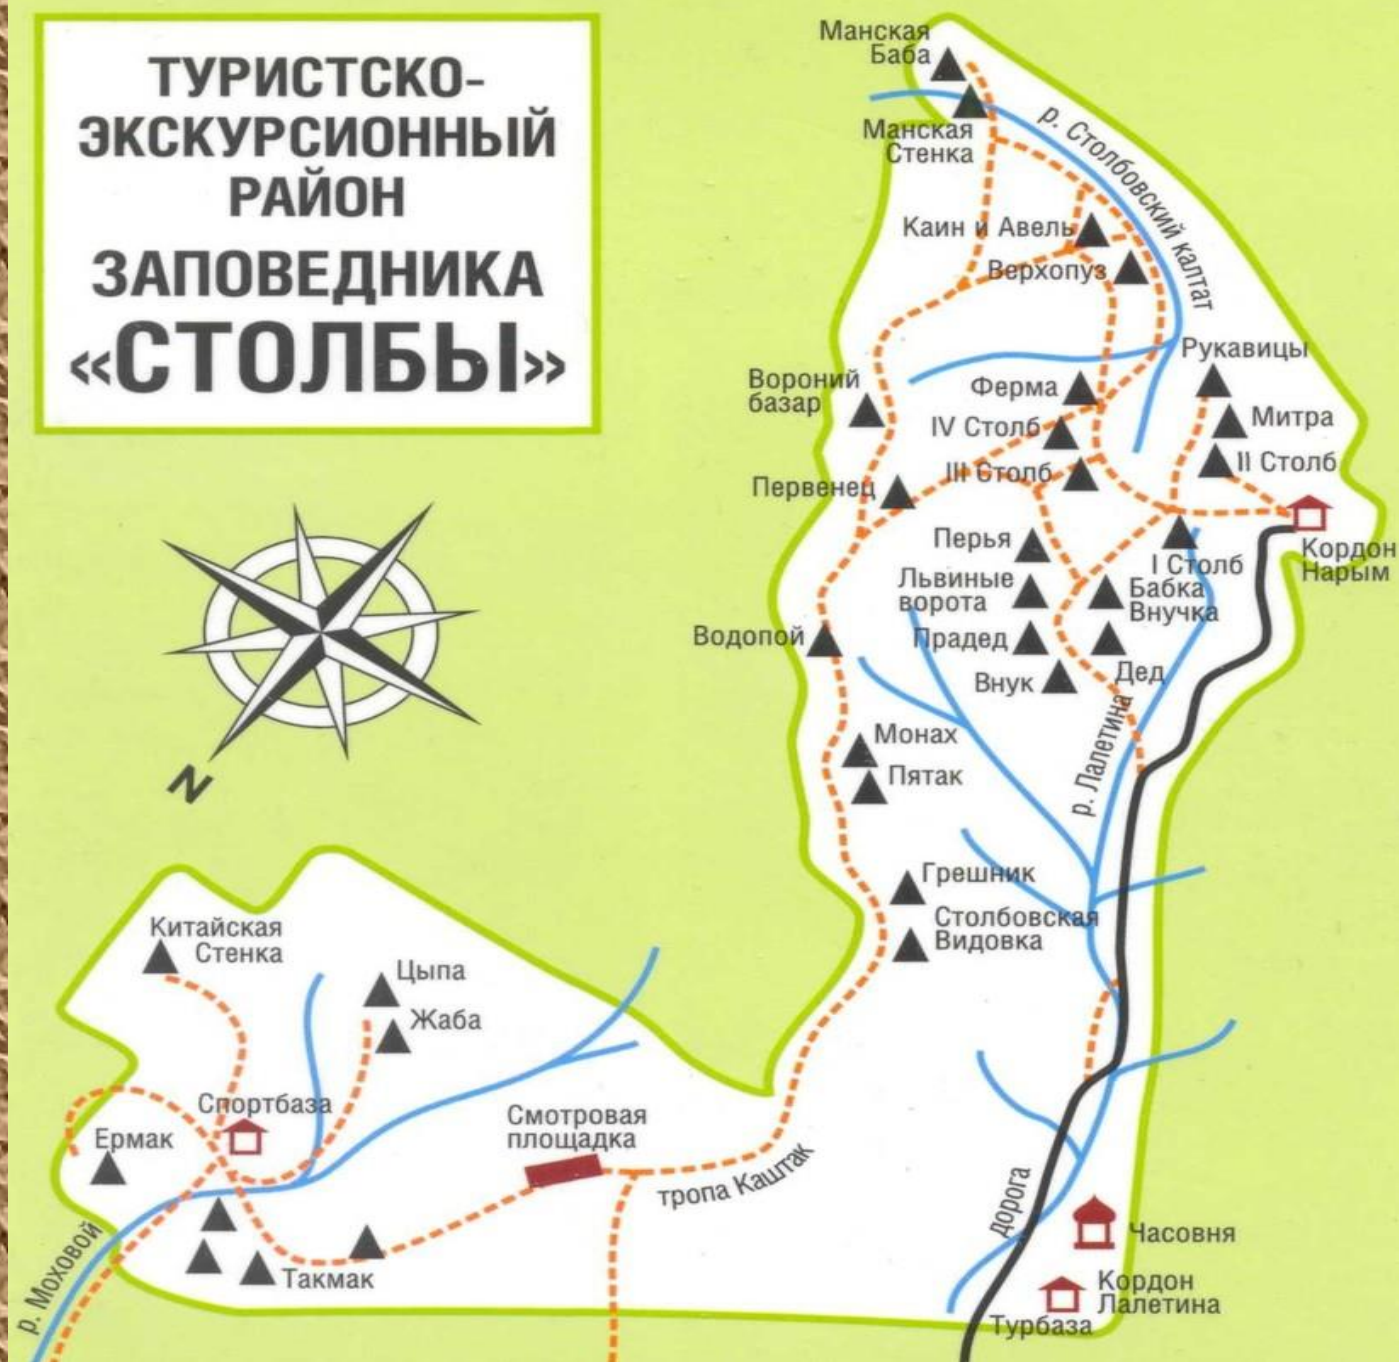 ТУРИСТСКО-
ЭКСКУРСИОННЫЙ
РАЙОН
ЗАПОВЕДНИКА
«СТОЛБЫ»
Манская
Баба
Манская
Стенка
р. Столбовский калтат
Каин и Авель
Верхопуз
Рукавицы
Вороний
базар
Ферма
Митра
IV Столб
II Столб
III Столб
Первенец
Перья
I Столб
Кордон
Нарым
Львиные
ворота
Бабка
Внучка
Водопой
Прадед
Внук
Дед
р. Лалетина
Монах
Пятак
Грешник
Столбовская
Видовка
N
Китайская
Стенка
Цыпа
Жаба
Спортбаза
Ермак
Смотровая
площадка
тропа Каштак
дорога
р. Моховой
Такмак
Часовня
Кордон
Лалетина
Турбаза